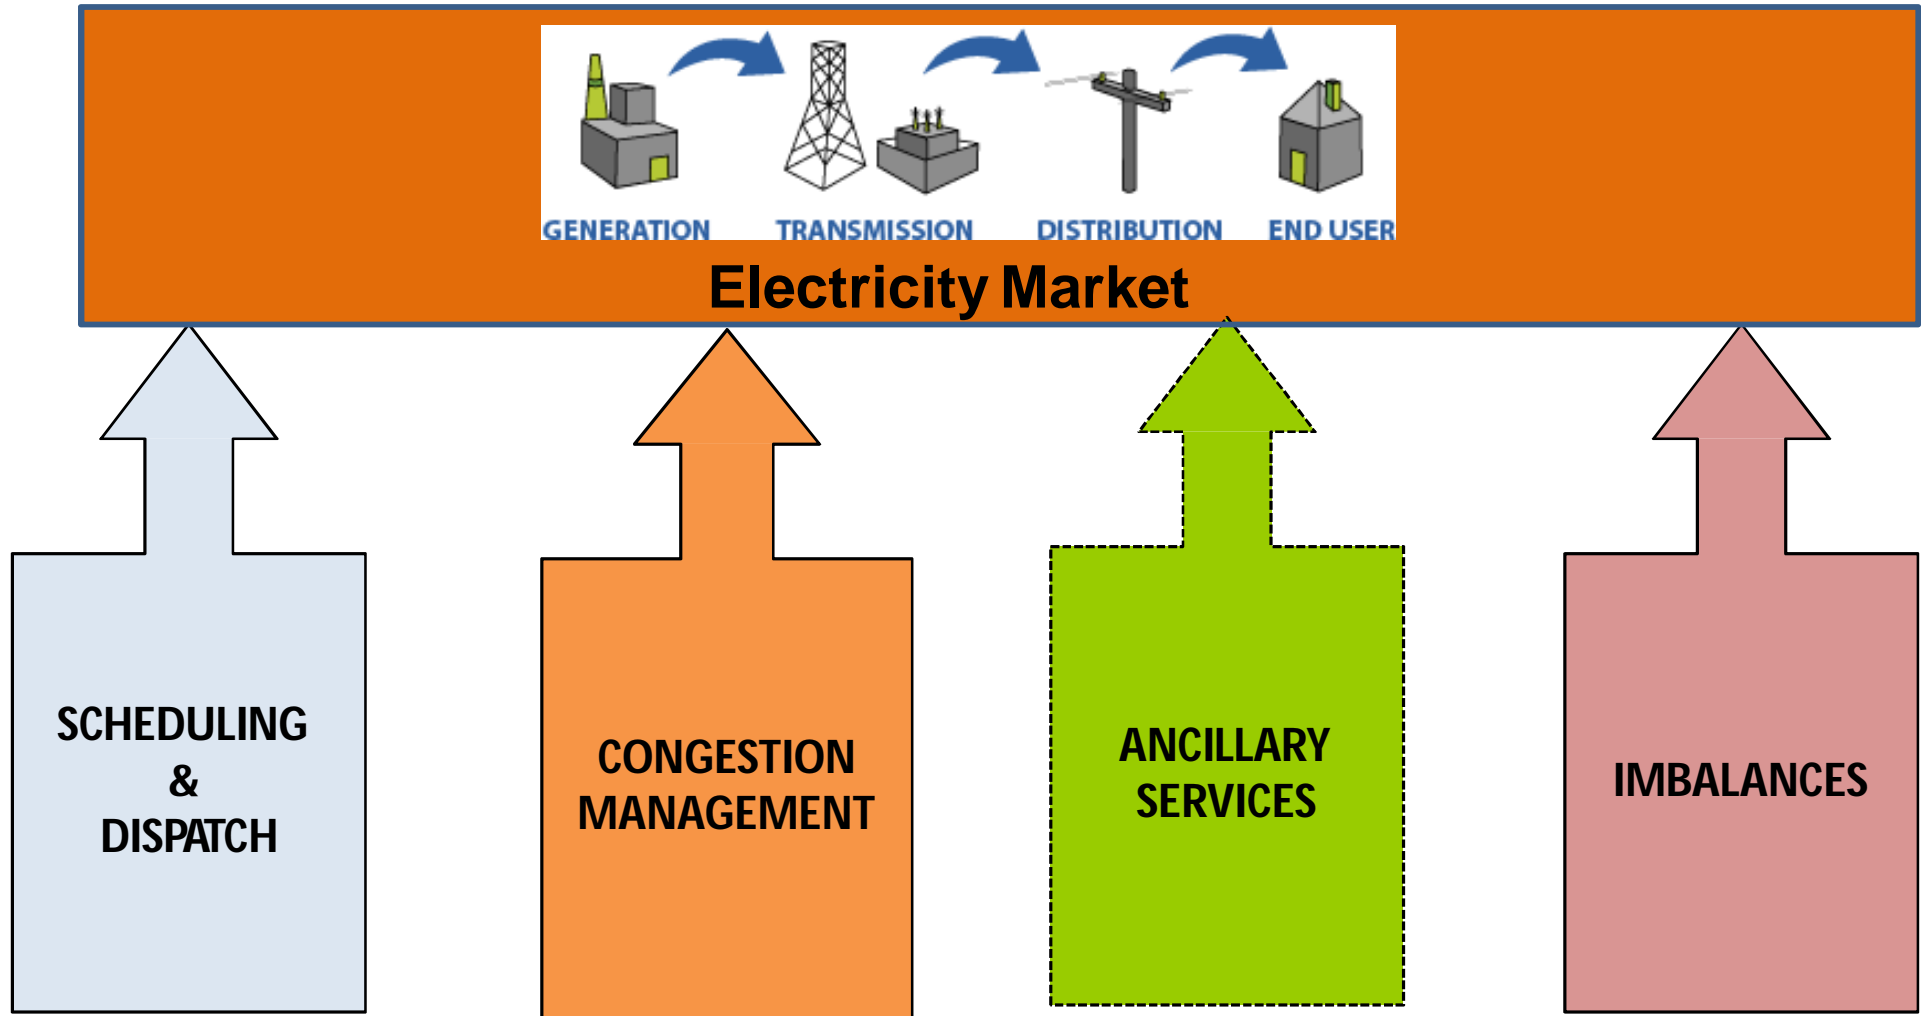 GENERATION TRANSMISSION DISTRIBUTION END USER
Electricity Market
SCHEDULING
&
DISPATCH
CONGESTION
MANAGEMENT
ANCILLARY
SERVICES
IMBALANCES